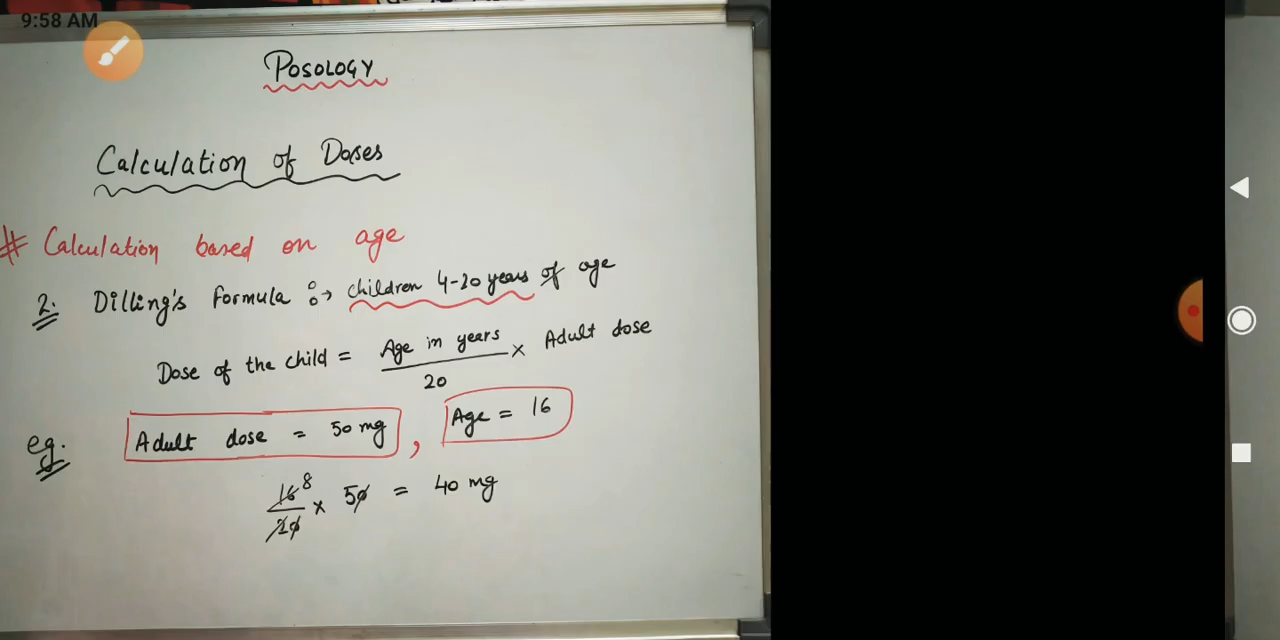 9:58 AM
POSOLOGY
Calculation of Doses
# Calculation based on age
2. Dilling's Formula :→ children 4-20 years of age
Dose of the child = Age in years / 20 × Adult dose
eg. Adult dose = 50 mg , Age = 16
16 8 / 20 × 50 = 40 mg